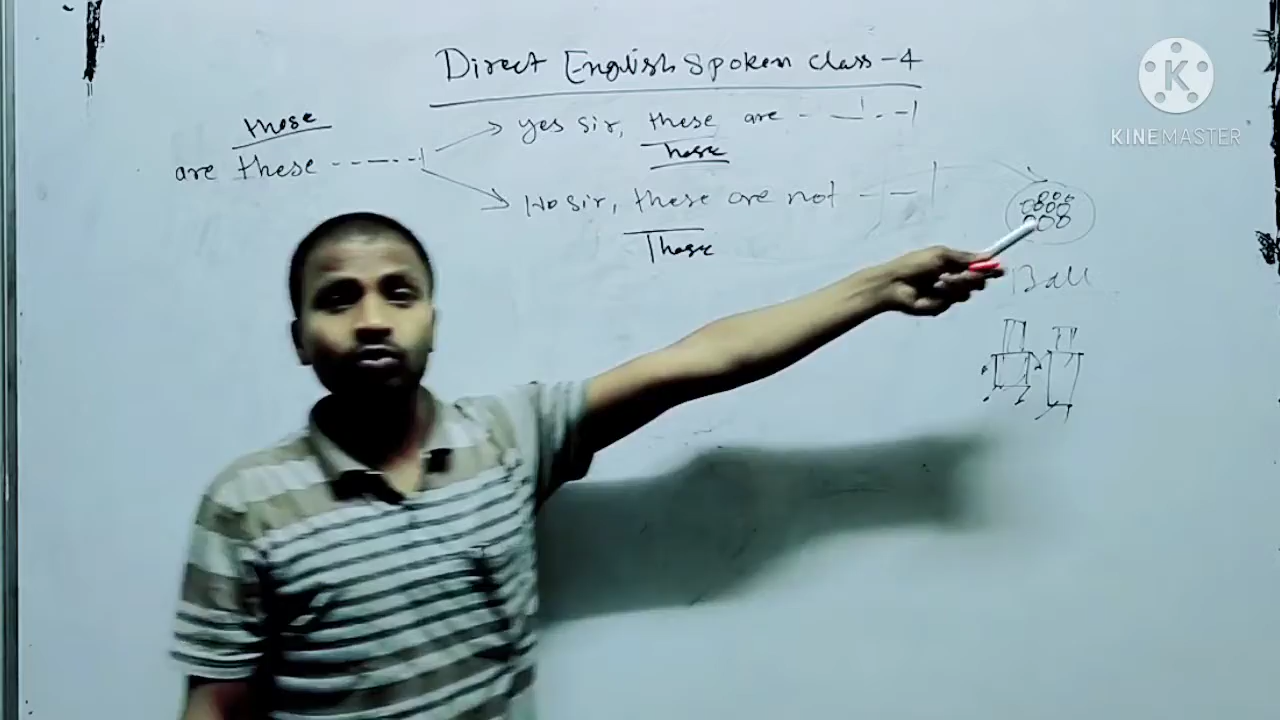 Direct English Spoken class-4
those
are these ------
yes sir, these are - - - -
Those
No sir, these are not - - -
Those
Ball
K
KINEMASTER